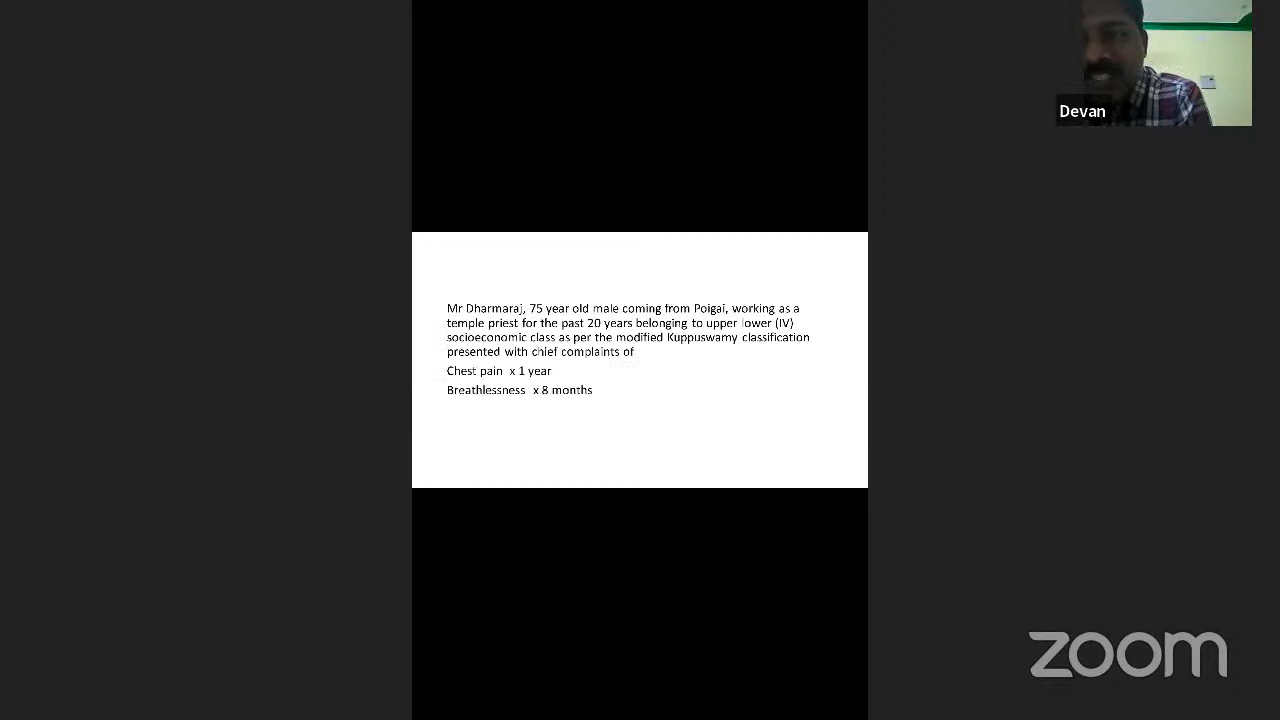 Devan
Mr Dharmaraj, 75 year old male coming from Poigai, working as a
temple priest for the past 20 years belonging to upper lower (IV)
socioeconomic class as per the modified Kuppuswamy classification
presented with chief complaints of
Chest pain x 1 year
Breathlessness x 8 months
zoom